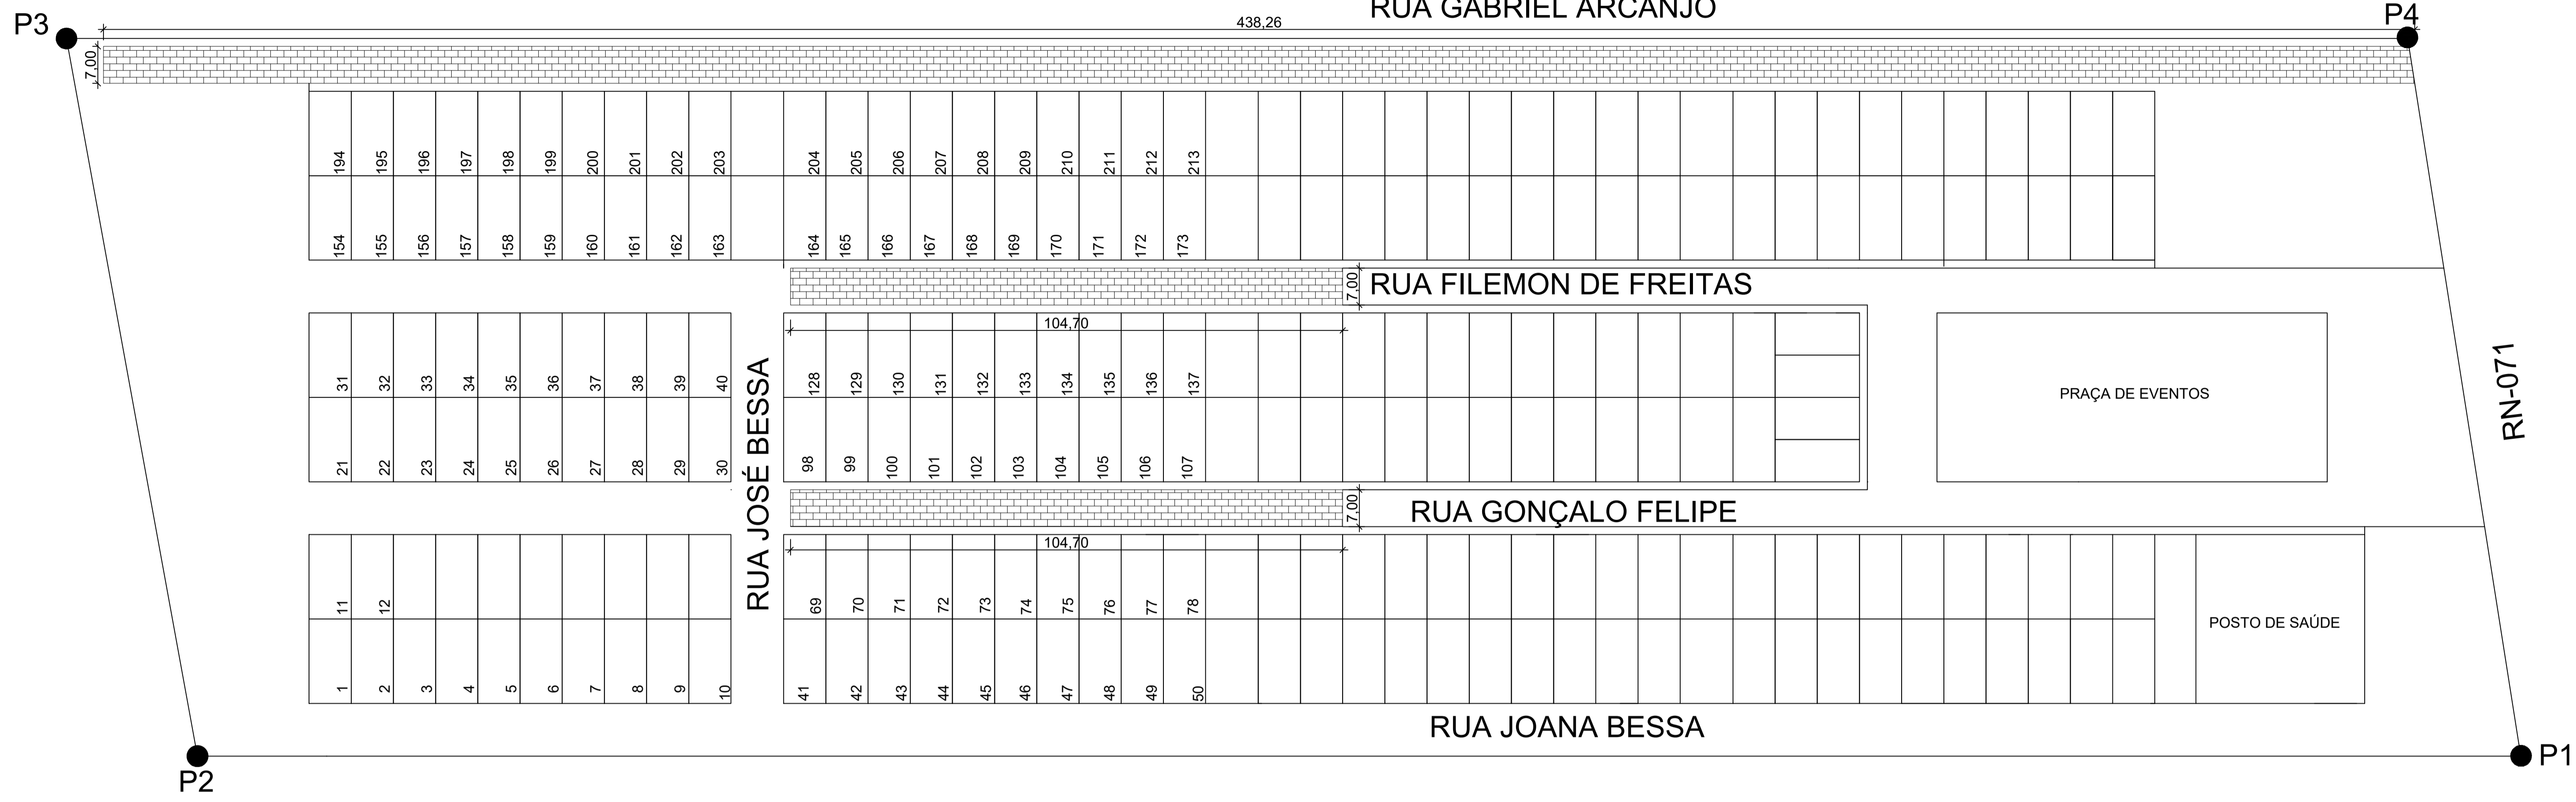 RUA GABRIEL ARCANJO
P3
438,26
P4
7,00
194 195 196 197 198 199 200 201 202 203 204 205 206 207 208 209 210 211 212 213
154 155 156 157 158 159 160 161 162 163 164 165 166 167 168 169 170 171 172 173
7,00
RUA FILEMON DE FREITAS
104,70
31 32 33 34 35 36 37 38 39 40 128 129 130 131 132 133 134 135 136 137
PRAÇA DE EVENTOS
RN-071
RUA JOSÉ BESSA
21 22 23 24 25 26 27 28 29 30 98 99 100 101 102 103 104 105 106 107
7,00
RUA GONÇALO FELIPE
104,70
11 12 69 70 71 72 73 74 75 76 77 78
POSTO DE SAÚDE
1 2 3 4 5 6 7 8 9 10 41 42 43 44 45 46 47 48 49 50
RUA JOANA BESSA
P1
P2